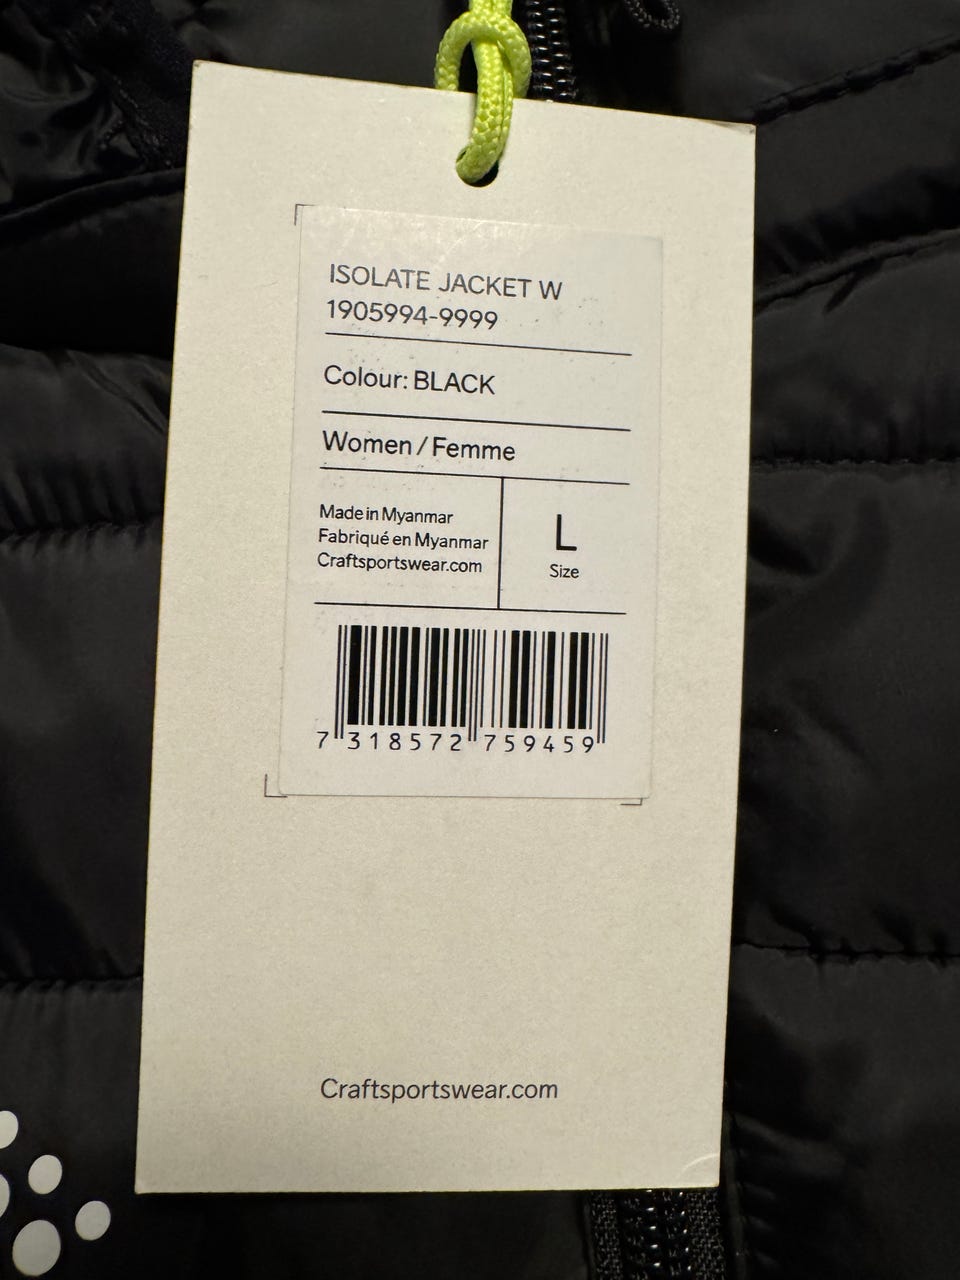 ISOLATE JACKET W
1905994-9999
Colour: BLACK
Women / Femme
Made in Myanmar
Fabriqué en Myanmar
Craftsportswear.com
L
Size
7 318572 759459
Craftsportswear.com